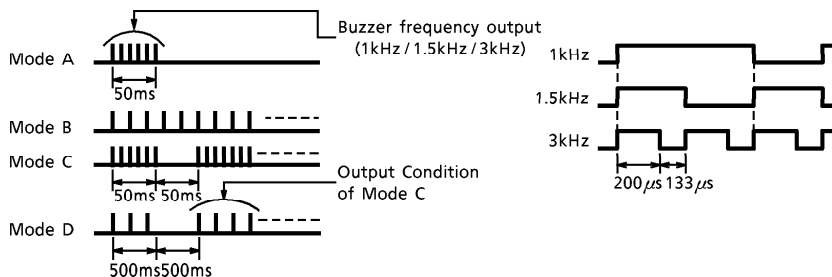 Buzzer frequency output
(1kHz / 1.5kHz / 3kHz)
Mode A
50ms
Mode B
Mode C
50ms 50ms
Output Condition
of Mode C
Mode D
500ms 500ms
1kHz
1.5kHz
3kHz
200μs 133μs